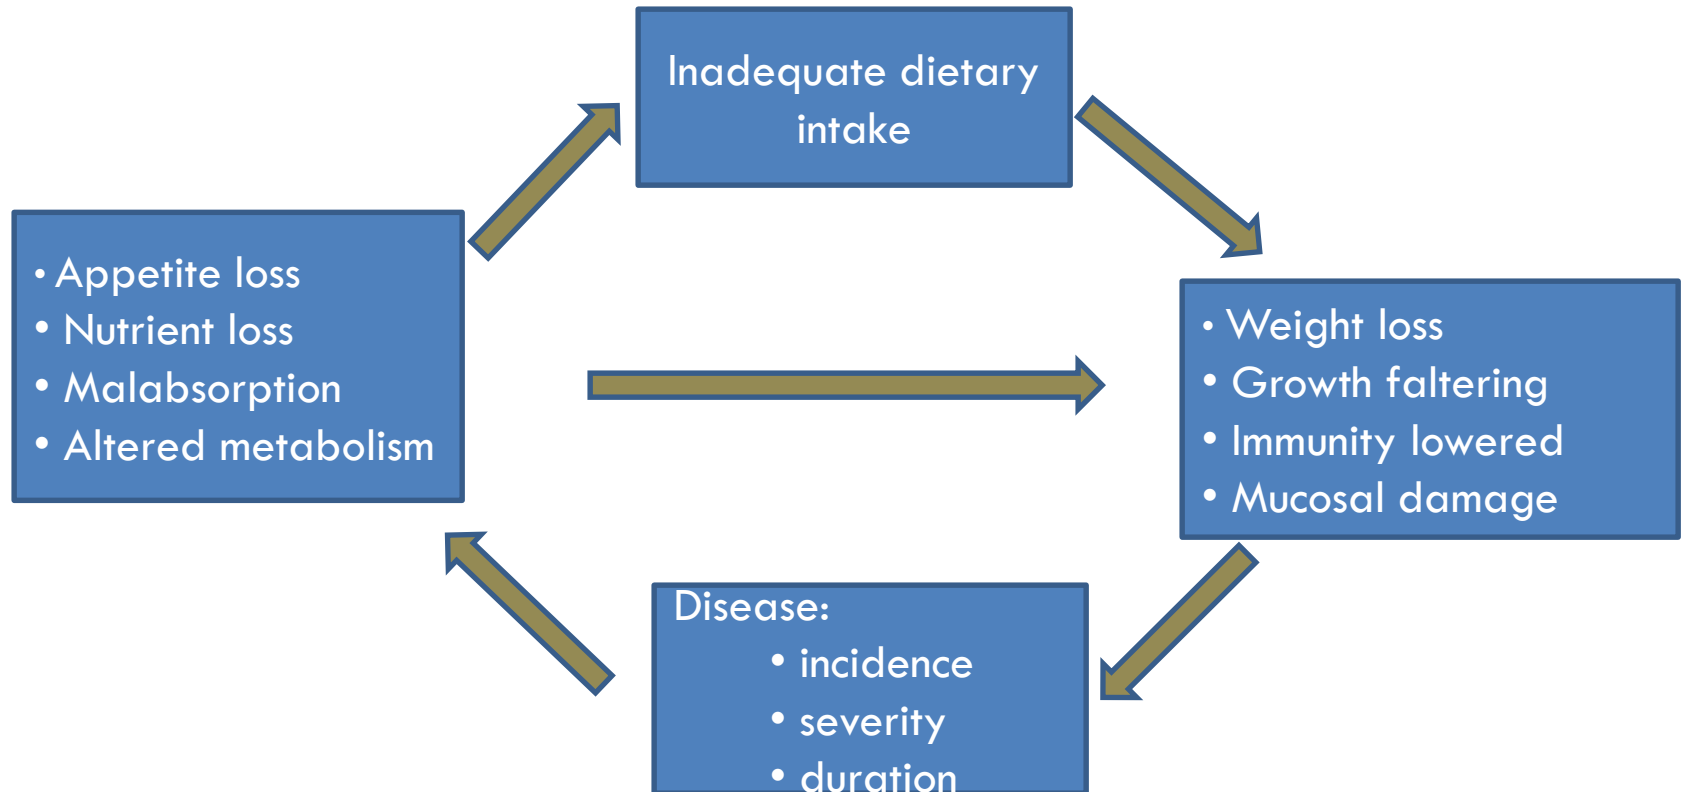 Inadequate dietary
intake
• Appetite loss
• Nutrient loss
• Malabsorption
• Altered metabolism
• Weight loss
• Growth faltering
• Immunity lowered
• Mucosal damage
Disease:
• incidence
• severity
• duration